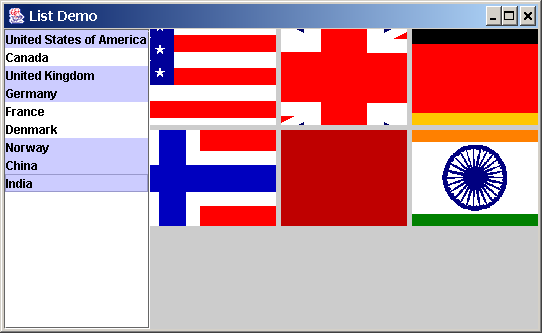 List Demo
United States of America
Canada
United Kingdom
Germany
France
Denmark
Norway
China
India